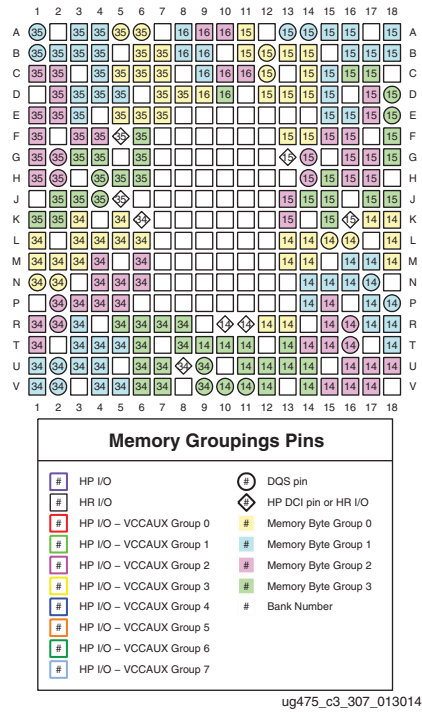 1 2 3 4 5 6 7 8 9 10 11 12 13 14 15 16 17 18
A 35 35 35 35 35 16 16 16 15 15 15 15 15 15 A
B 35 35 35 35 35 35 16 16 15 15 15 15 15 15 15 B
C 35 35 35 35 35 35 16 16 16 15 15 15 15 15 C
D 35 35 35 35 35 35 16 16 15 15 15 15 15 15 D
E 35 35 35 35 35 35 15 15 15 15 E
F 35 35 35 35 35 15 15 15 15 15 F
G 35 35 35 35 35 15 15 15 15 15 G
H 35 35 35 35 35 15 15 15 15 H
J 35 35 35 35 15 15 15 15 15 J
K 35 35 34 34 34 15 15 15 14 14 K
L 34 34 34 34 34 14 14 14 14 14 L
M 34 34 34 34 34 14 14 14 14 14 M
N 34 34 34 34 34 14 14 14 14 N
P 34 34 34 34 14 14 14 14 P
R 34 34 34 34 34 34 34 14 14 14 14 14 14 14 14 R
T 34 34 34 34 34 34 14 14 14 14 14 14 14 14 T
U 34 34 34 34 34 34 34 34 14 14 14 14 14 14 14 U
V 34 34 34 34 34 34 34 14 14 14 14 14 14 14 V
1 2 3 4 5 6 7 8 9 10 11 12 13 14 15 16 17 18
Memory Groupings Pins
# HP I/O
# HR I/O
# HP I/O – VCCAUX Group 0
# HP I/O – VCCAUX Group 1
# HP I/O – VCCAUX Group 2
# HP I/O – VCCAUX Group 3
# HP I/O – VCCAUX Group 4
# HP I/O – VCCAUX Group 5
# HP I/O – VCCAUX Group 6
# HP I/O – VCCAUX Group 7
# DQS pin
# HP DCI pin or HR I/O
# Memory Byte Group 0
# Memory Byte Group 1
# Memory Byte Group 2
# Memory Byte Group 3
# Bank Number
ug475_c3_307_013014